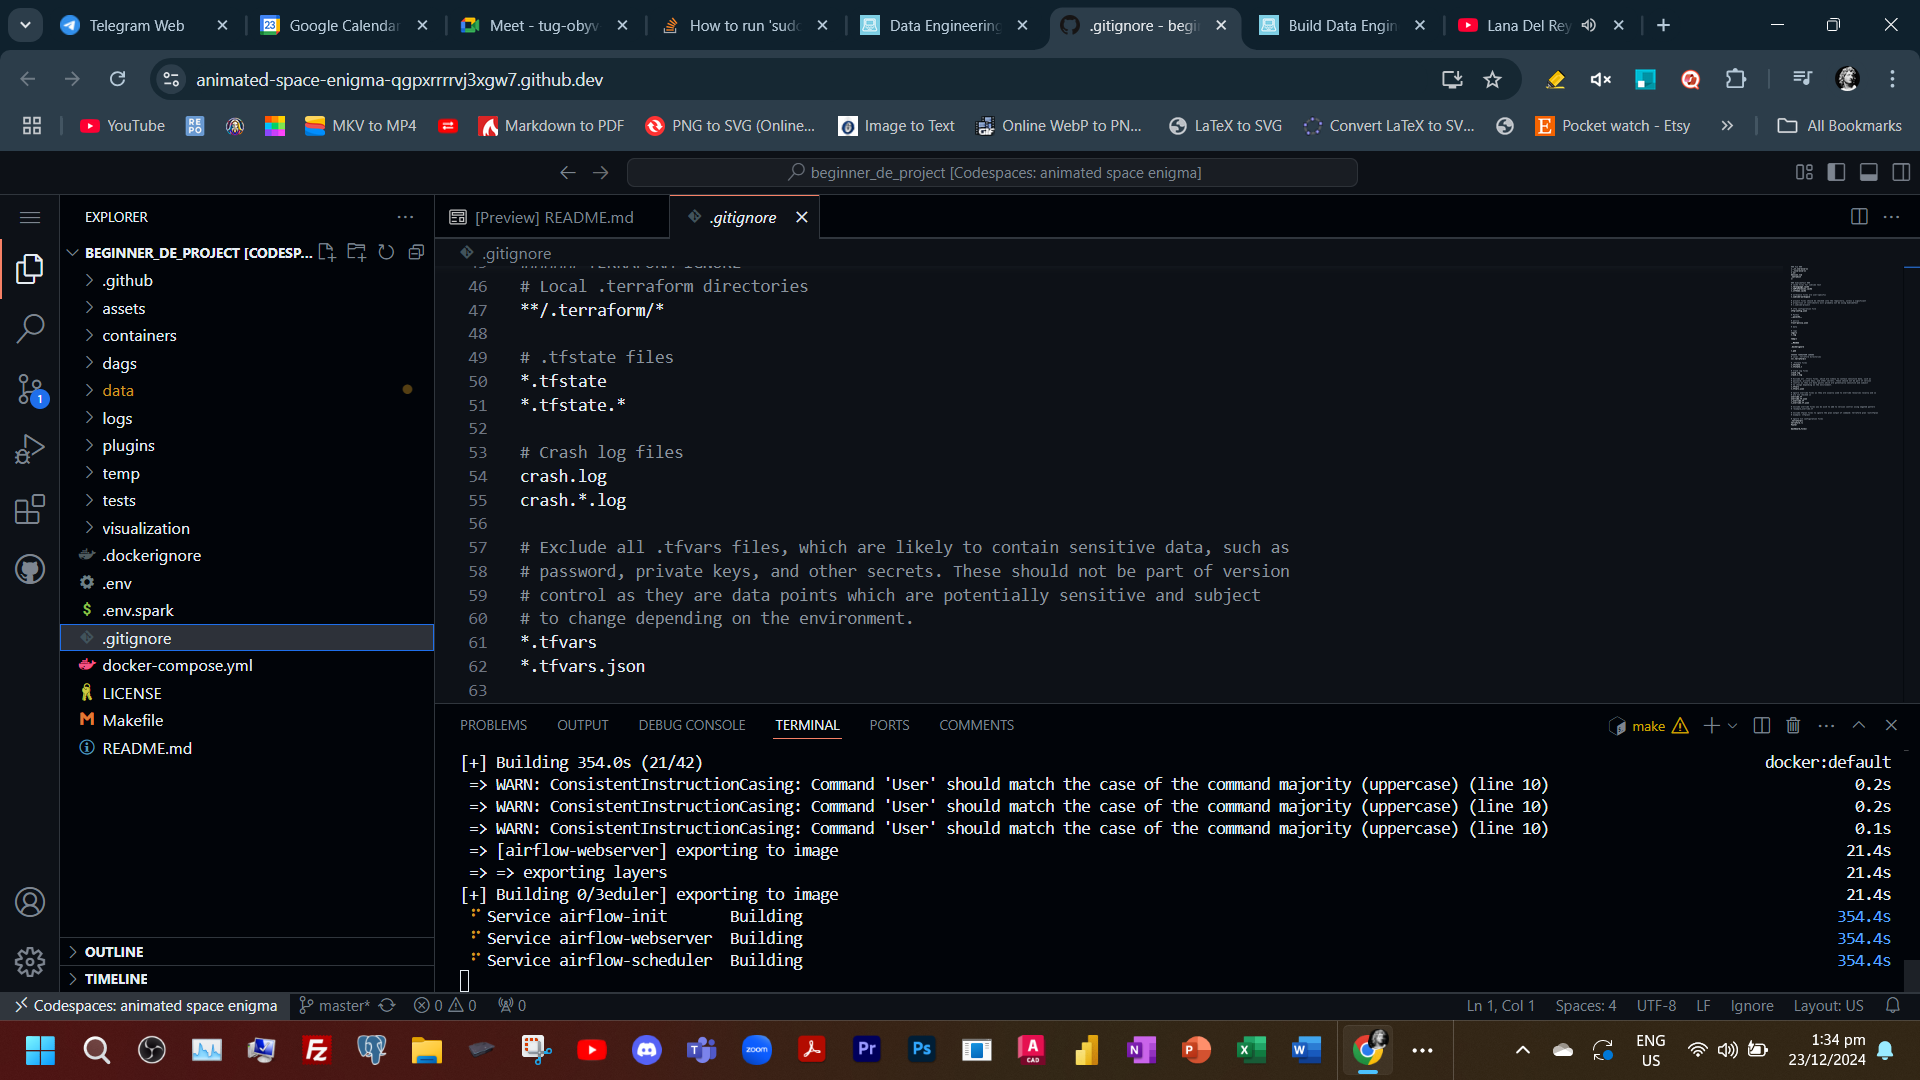 Telegram Web
Google Calendar
Meet - tug-obyv
How to run 'sudo
Data Engineering
.gitignore - begi
Build Data Engin
Lana Del Rey
animated-space-enigma-qgpxrrrrvj3xgw7.github.dev
YouTube
MKV to MP4
Markdown to PDF
PNG to SVG (Online...
Image to Text
Online WebP to PN...
LaTeX to SVG
Convert LaTeX to SV...
Pocket watch - Etsy
All Bookmarks
beginner_de_project [Codespaces: animated space enigma]
EXPLORER
BEGINNER_DE_PROJECT [CODESP...
.github
assets
containers
dags
data
logs
plugins
temp
tests
visualization
.dockerignore
.env
.env.spark
.gitignore
docker-compose.yml
LICENSE
Makefile
README.md
OUTLINE
TIMELINE
[Preview] README.md
.gitignore
.gitignore
46 # Local .terraform directories
47 **/.terraform/*
48
49 # .tfstate files
50 *.tfstate
51 *.tfstate.*
52
53 # Crash log files
54 crash.log
55 crash.*.log
56
57 # Exclude all .tfvars files, which are likely to contain sensitive data, such as
58 # password, private keys, and other secrets. These should not be part of version
59 # control as they are data points which are potentially sensitive and subject
60 # to change depending on the environment.
61 *.tfvars
62 *.tfvars.json
63
PROBLEMS OUTPUT DEBUG CONSOLE TERMINAL PORTS COMMENTS
make
[+] Building 354.0s (21/42) docker:default
=> WARN: ConsistentInstructionCasing: Command 'User' should match the case of the command majority (uppercase) (line 10) 0.2s
=> WARN: ConsistentInstructionCasing: Command 'User' should match the case of the command majority (uppercase) (line 10) 0.2s
=> WARN: ConsistentInstructionCasing: Command 'User' should match the case of the command majority (uppercase) (line 10) 0.1s
=> [airflow-webserver] exporting to image 21.4s
=> => exporting layers 21.4s
[+] Building 0/3eduler] exporting to image 21.4s
Service airflow-init Building 354.4s
Service airflow-webserver Building 354.4s
Service airflow-scheduler Building 354.4s
Codespaces: animated space enigma
master*
0 0
0
Ln 1, Col 1
Spaces: 4
UTF-8
LF
Ignore
Layout: US
ENG
US
1:34 pm
23/12/2024